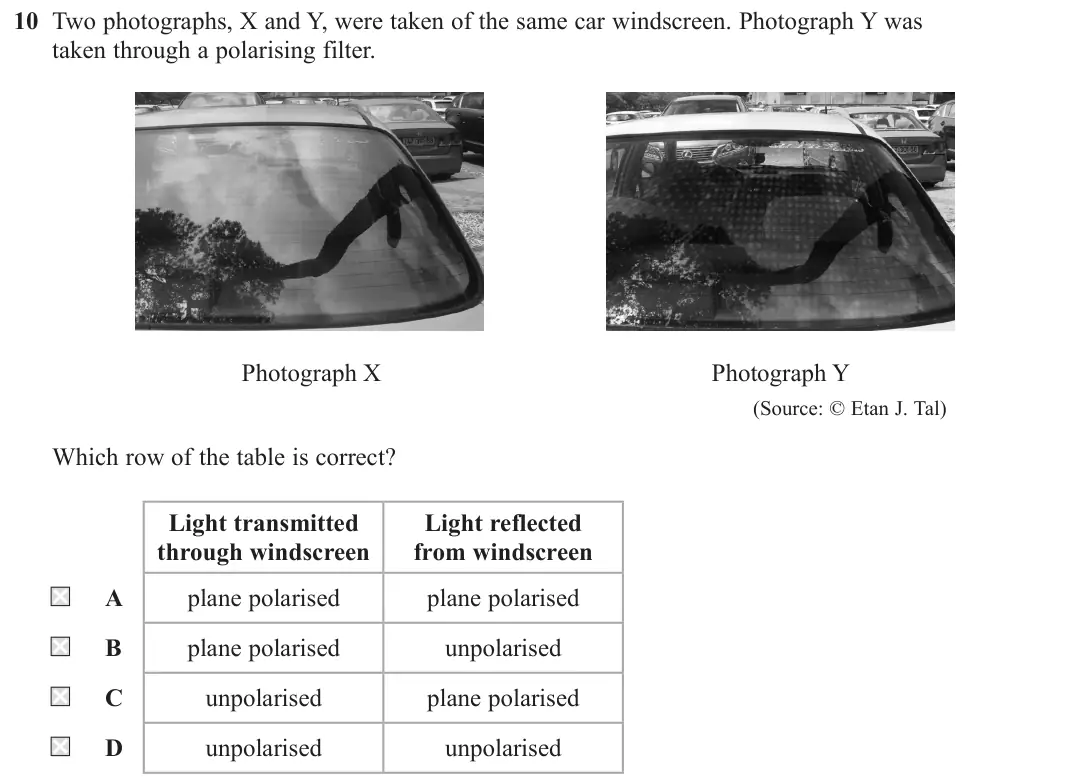 10 Two photographs, X and Y, were taken of the same car windscreen. Photograph Y was
taken through a polarising filter.
Photograph X
Photograph Y
(Source: © Etan J. Tal)
Which row of the table is correct?
Light transmitted through windscreen
Light reflected from windscreen
A plane polarised plane polarised
B plane polarised unpolarised
C unpolarised plane polarised
D unpolarised unpolarised